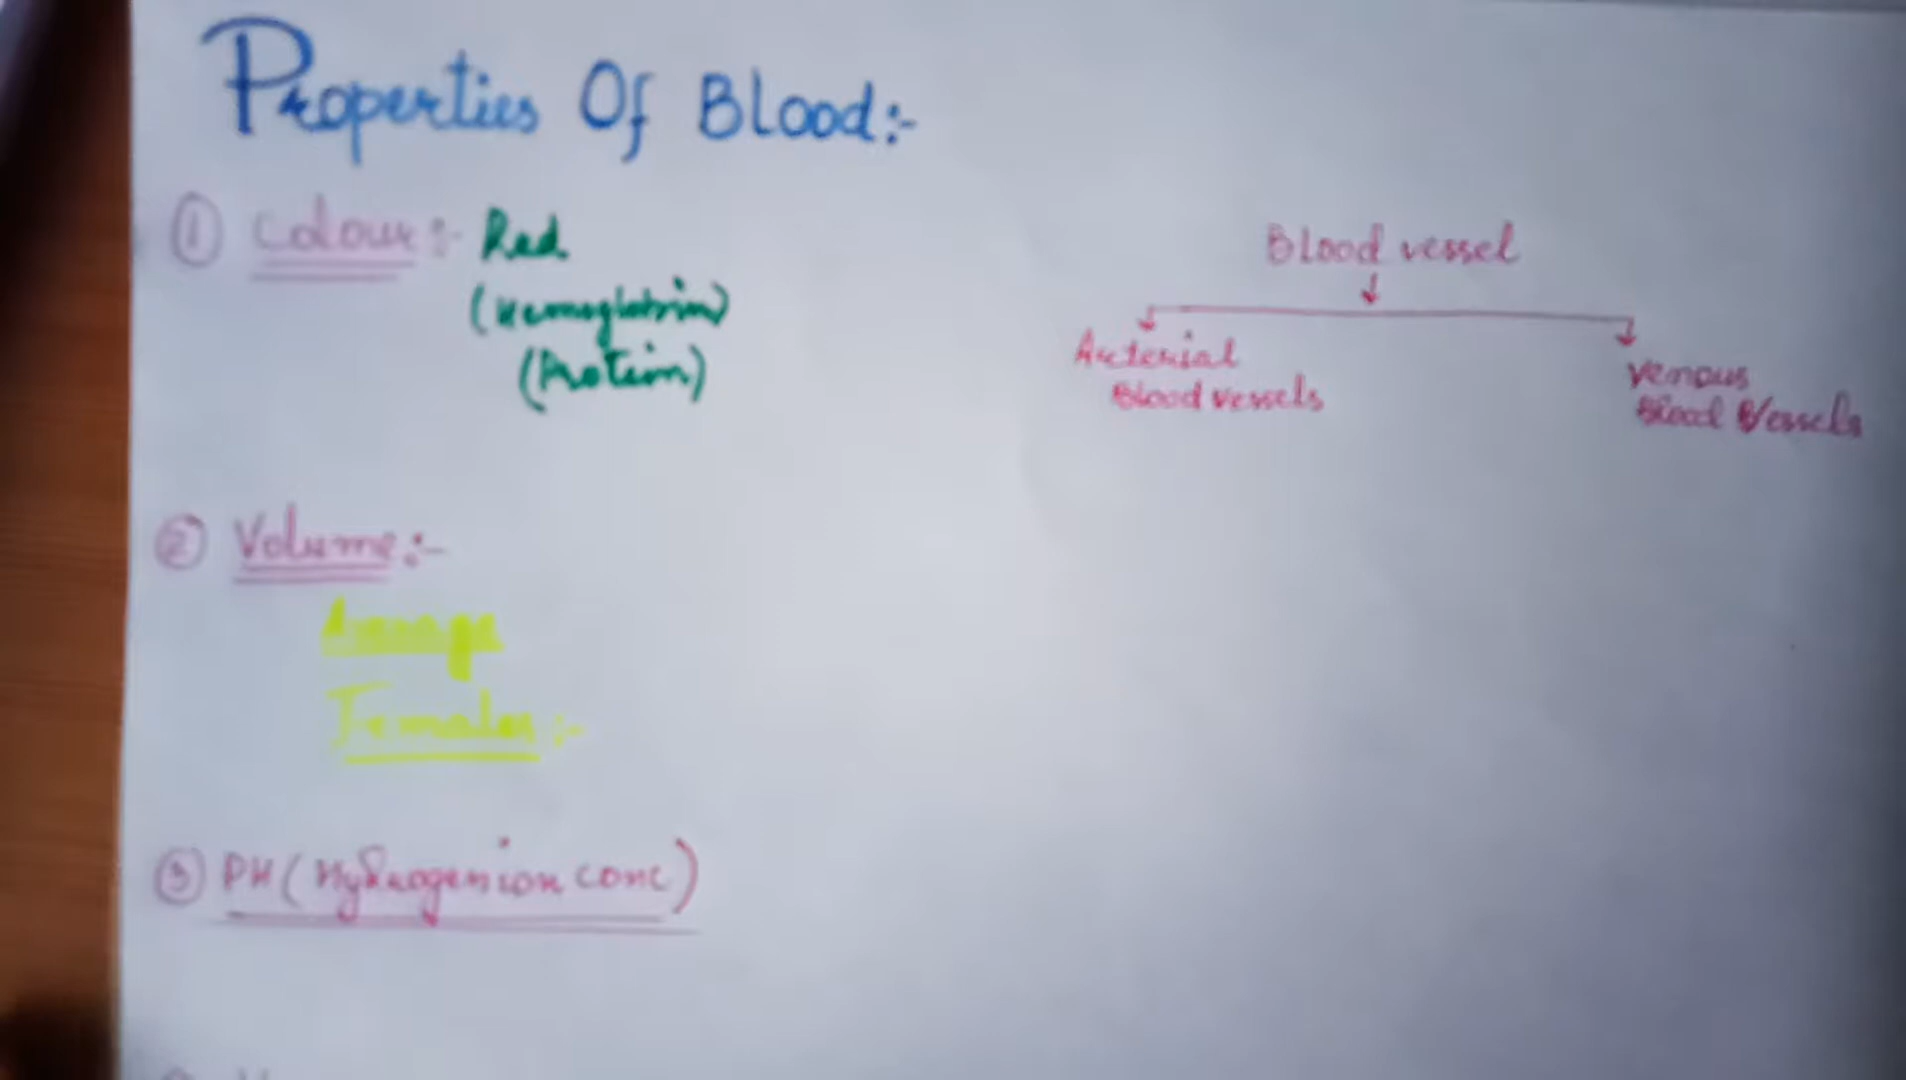 Properties Of Blood:-
① Colour:- Red
(Hemoglobin)
(Protein)
Blood vessel
Arterial
Blood vessels
Venous
Blood Vessels
② Volume:-
Average
Females:-
③ PH (Hydrogen ion conc)